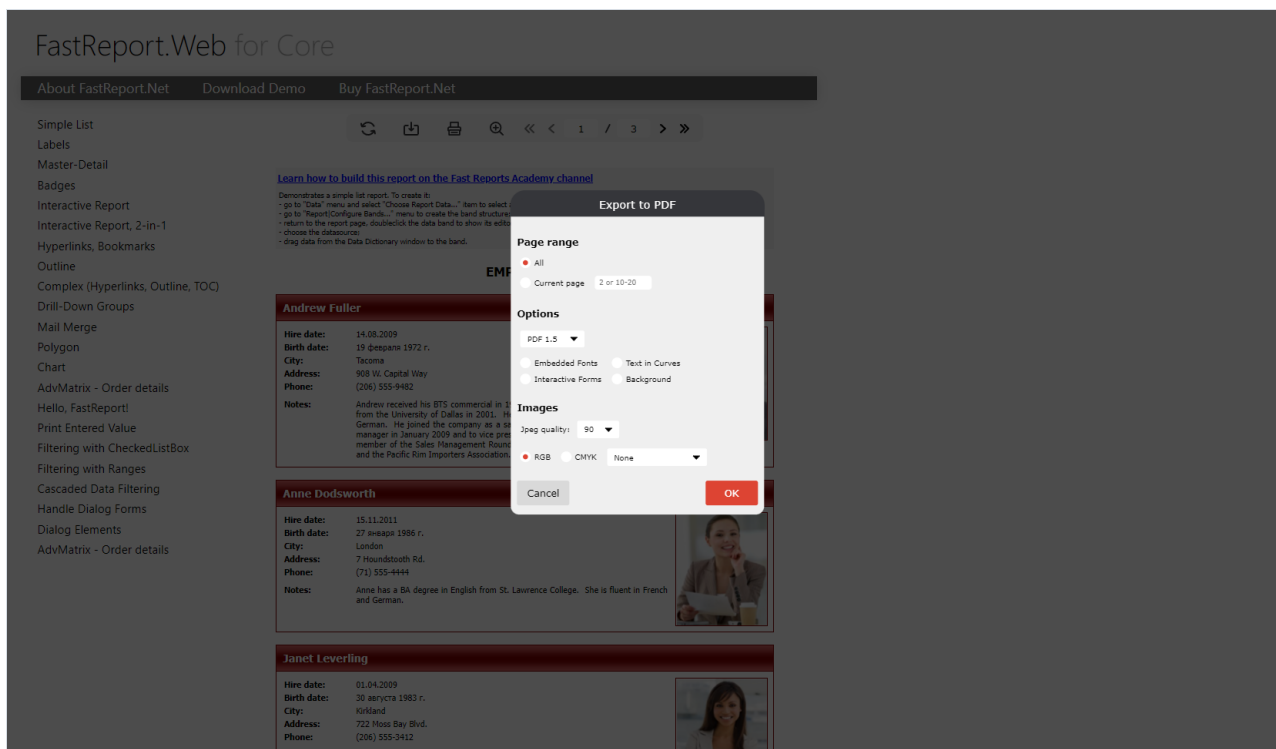 FastReport.Web for Core
About FastReport.Net Download Demo Buy FastReport.Net
Simple List
Labels
Master-Detail
Badges
Interactive Report
Interactive Report, 2-in-1
Hyperlinks, Bookmarks
Outline
Complex (Hyperlinks, Outline, TOC)
Drill-Down Groups
Mail Merge
Polygon
Chart
AdvMatrix - Order details
Hello, FastReport!
Print Entered Value
Filtering with CheckedListBox
Filtering with Ranges
Cascaded Data Filtering
Handle Dialog Forms
Dialog Elements
AdvMatrix - Order details
1 / 3
Learn how to build this report on the Fast Reports Academy channel
Demonstrates a simple list report. To create it:
- go to "Data" menu and select "Choose Report Data..." item to select
- go to "Report|Configure Bands..." menu to create the band structure;
- return to the report page, doubleclick the data band to show its
- choose the datasource;
- drag data from the Data Dictionary window to the band.
EMP
Andrew Fuller
Hire date: 14.08.2009
Birth date: 19 февраля 1972 г.
City: Tacoma
Address: 908 W. Capital Way
Phone: (206) 555-9482
Notes: Andrew received his BTS commercial in
from the University of Dallas in 2001.
German. He joined the company as a
manager in January 2009 and to vice
member of the Sales Management
and the Pacific Rim Importers Association.
Anne Dodsworth
Hire date: 15.11.2011
Birth date: 27 января 1986 г.
City: London
Address: 7 Houndstooth Rd.
Phone: (71) 555-4444
Notes: Anne has a BA degree in English from St. Lawrence College. She is fluent in French
and German.
Janet Leverling
Hire date: 01.04.2009
Birth date: 30 августа 1983 г.
City: Kirkland
Address: 722 Moss Bay Blvd.
Phone: (206) 555-3412
Export to PDF
Page range
All
Current page 2 or 10-20
Options
PDF 1.5
Embedded Fonts Text in Curves
Interactive Forms Background
Images
Jpeg quality: 90
RGB CMYK None
Cancel OK